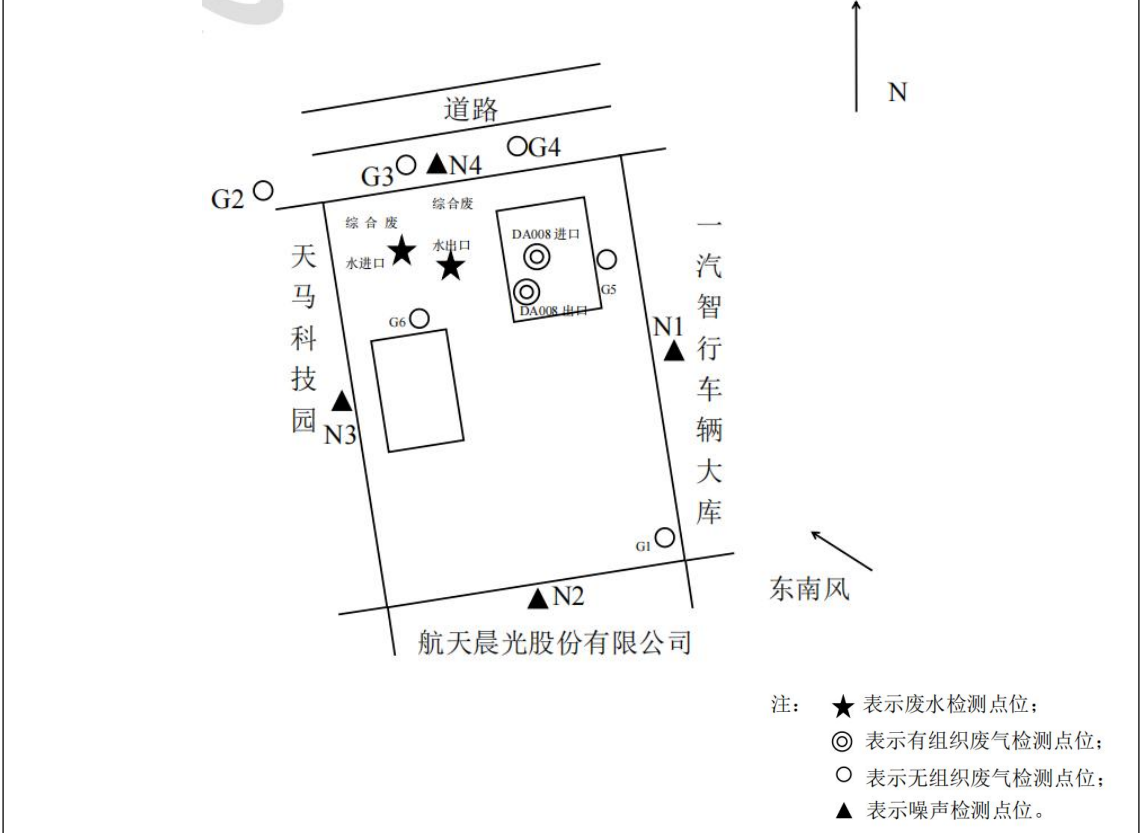 N
道路
G4
G3
N4
G2
综合废
水出口
综 合 废
水进口
DA008 进口
DA008 出口
G5
G6
天马科技园
一汽智行车辆大库
N1
N3
G1
N2
东南风
航天晨光股份有限公司
注： ★ 表示废水检测点位；
◎ 表示有组织废气检测点位；
○ 表示无组织废气检测点位；
▲ 表示噪声检测点位。